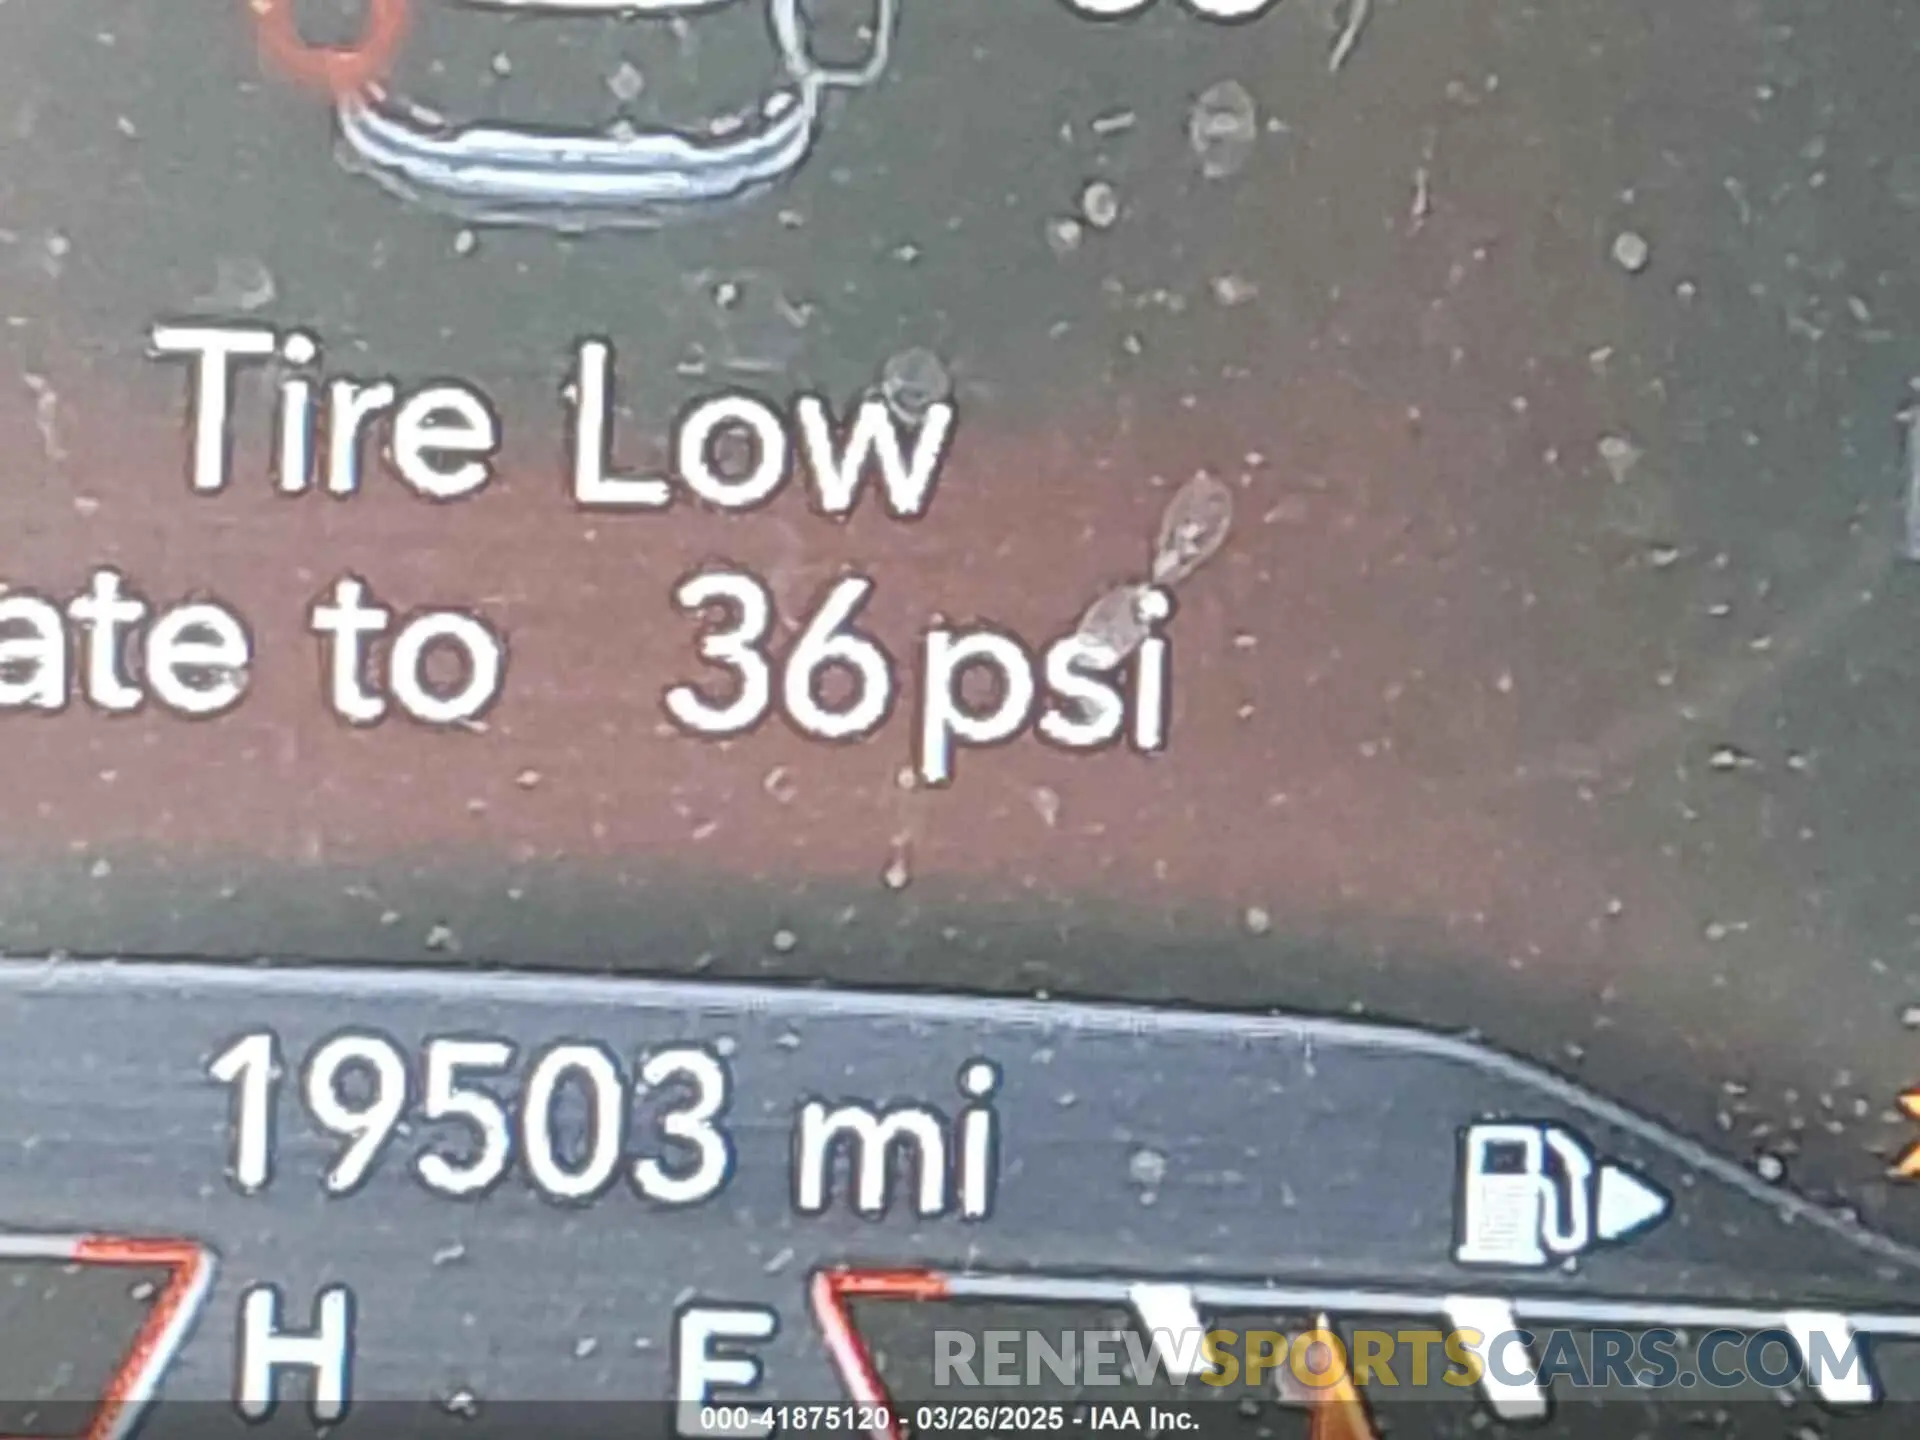 Tire Low
ate to 36psi
19503 mi
H E
RENEWSPORTSCARS.COM
000-41875120 - 03/26/2025 - IAA Inc.